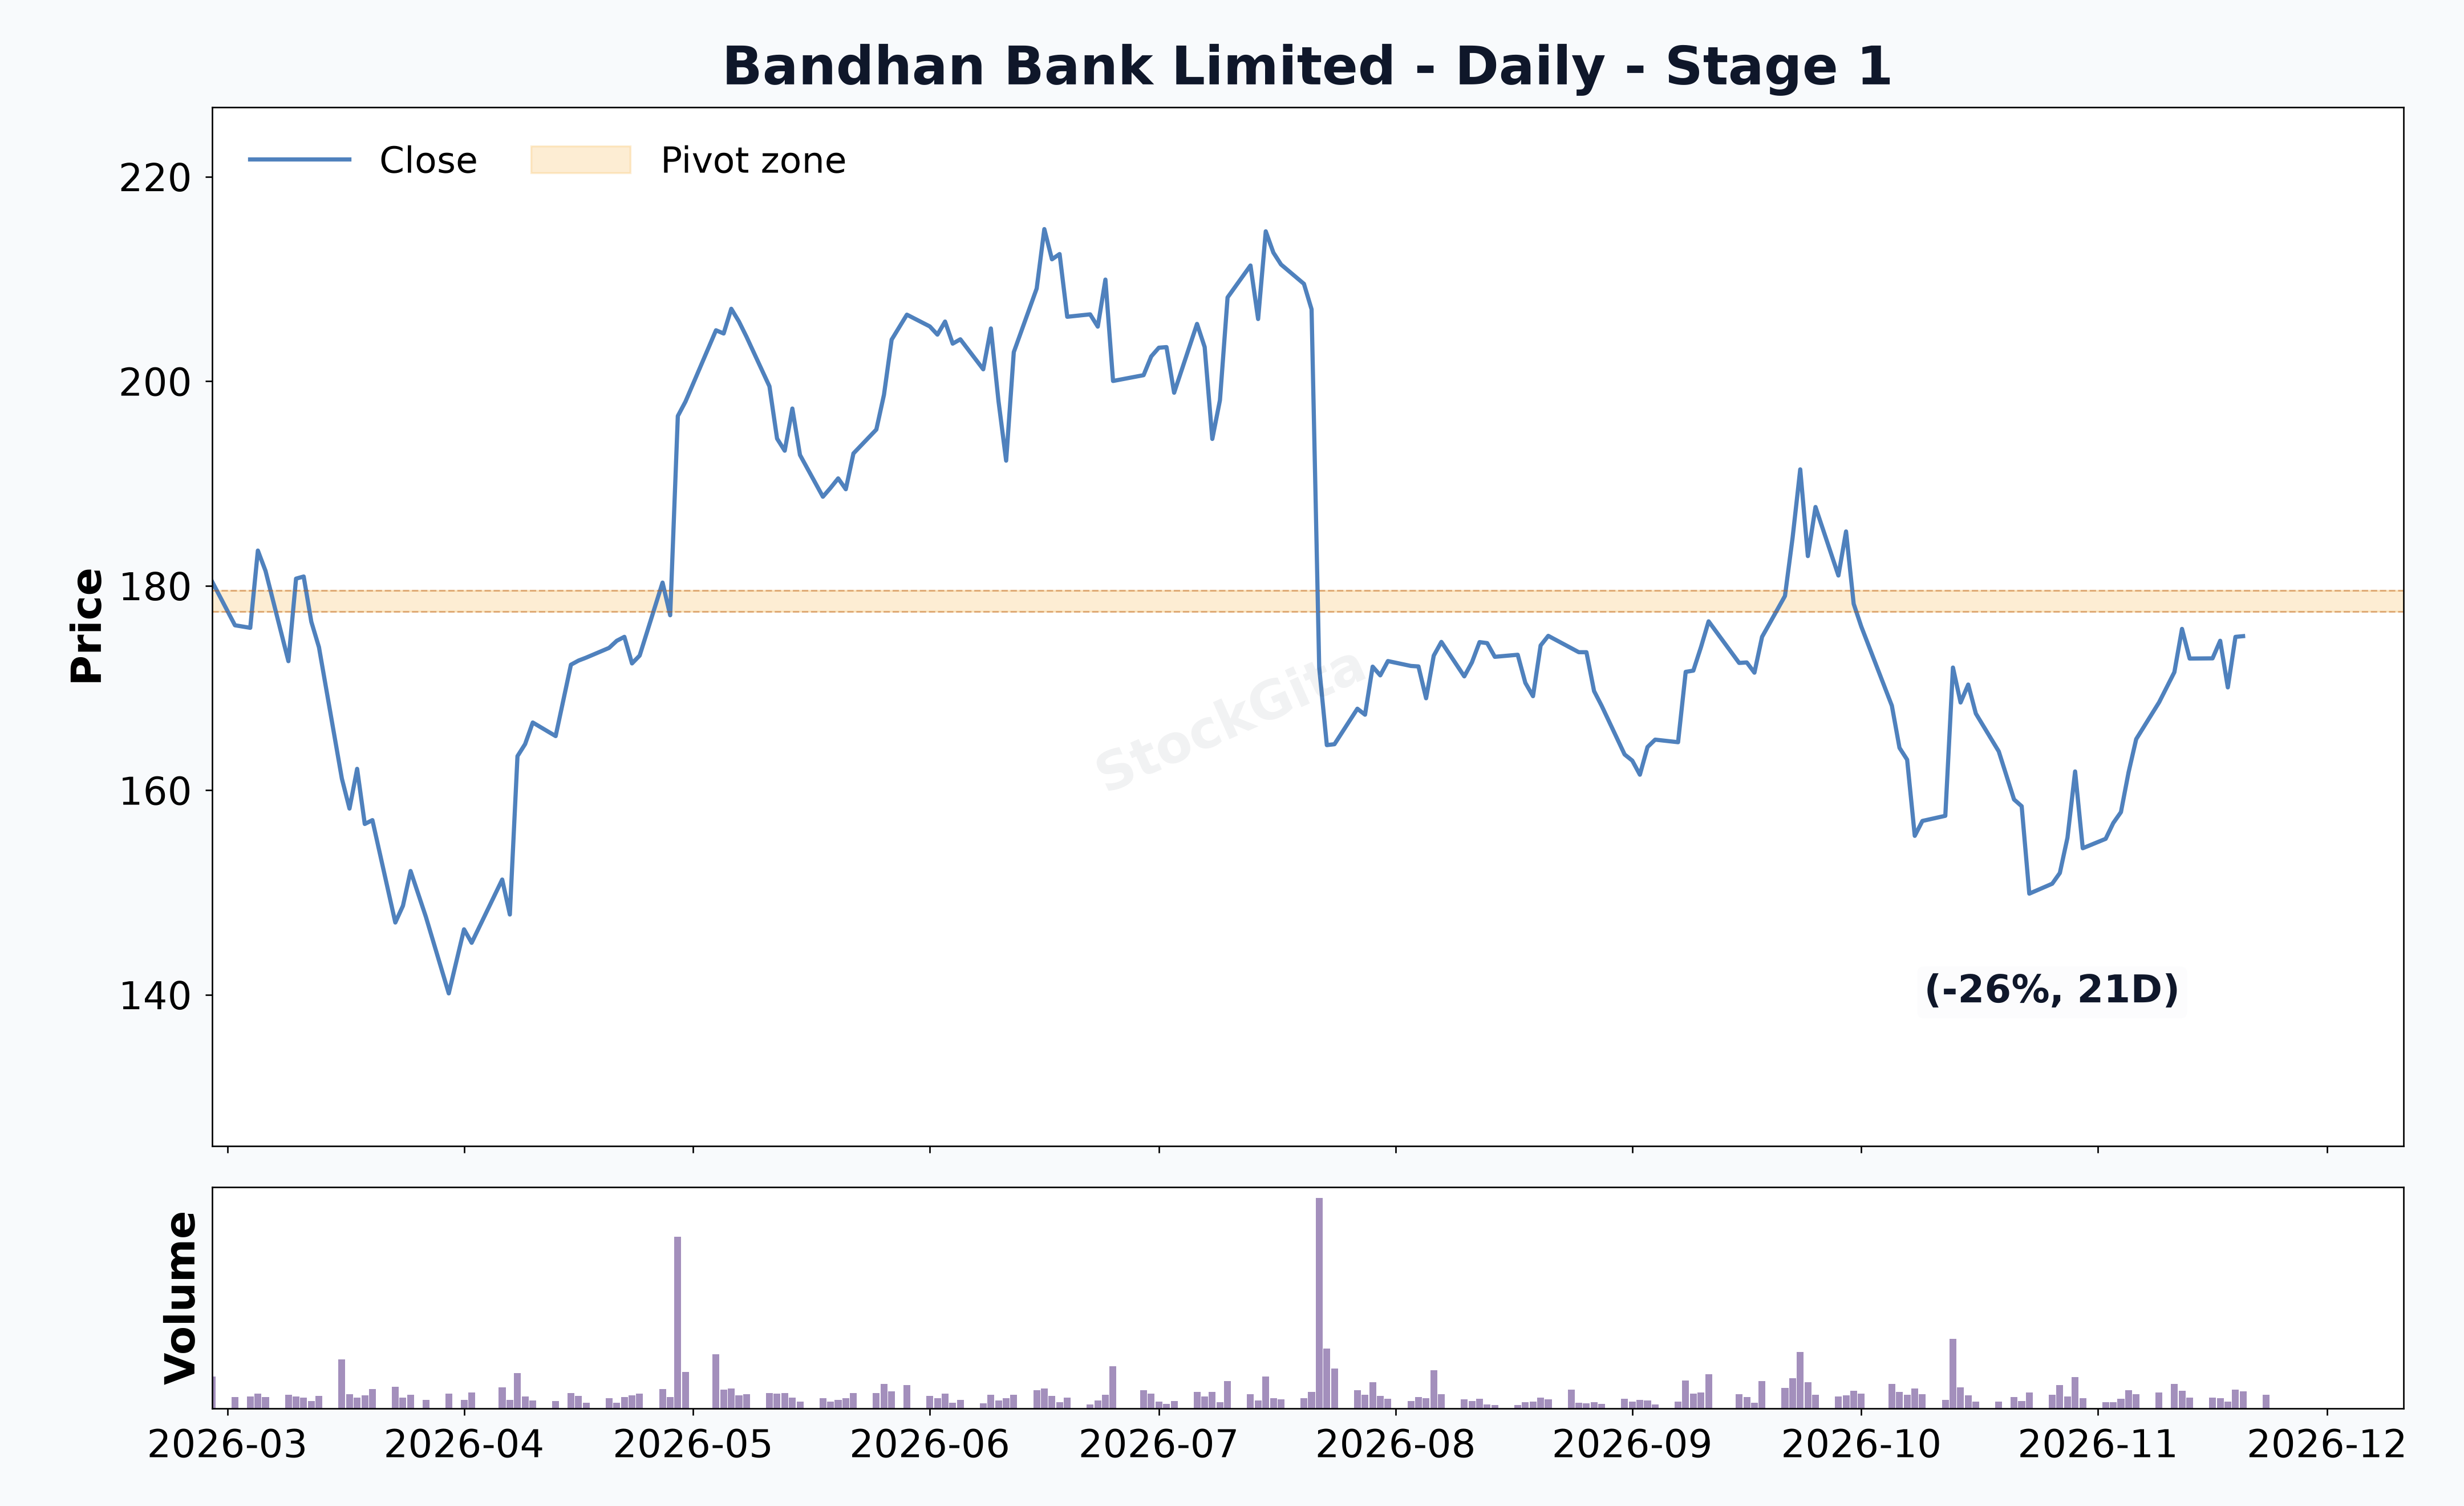 Bandhan Bank Limited - Daily - Stage 1
Close
Pivot zone
220
200
180
160
140
Price
StockGita
(-26%, 21D)
Volume
2026-03
2026-04
2026-05
2026-06
2026-07
2026-08
2026-09
2026-10
2026-11
2026-12